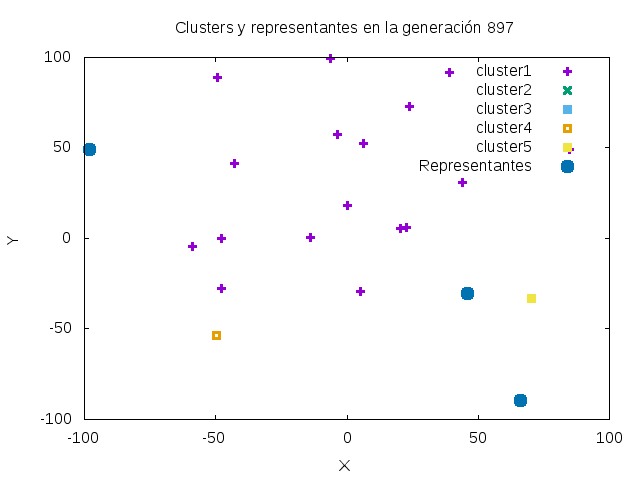 Clusters y representantes en la generación 897
100
50
0
-50
-100
-100
-50
0
50
100
Y
X
cluster1
cluster2
cluster3
cluster4
cluster5
Representantes